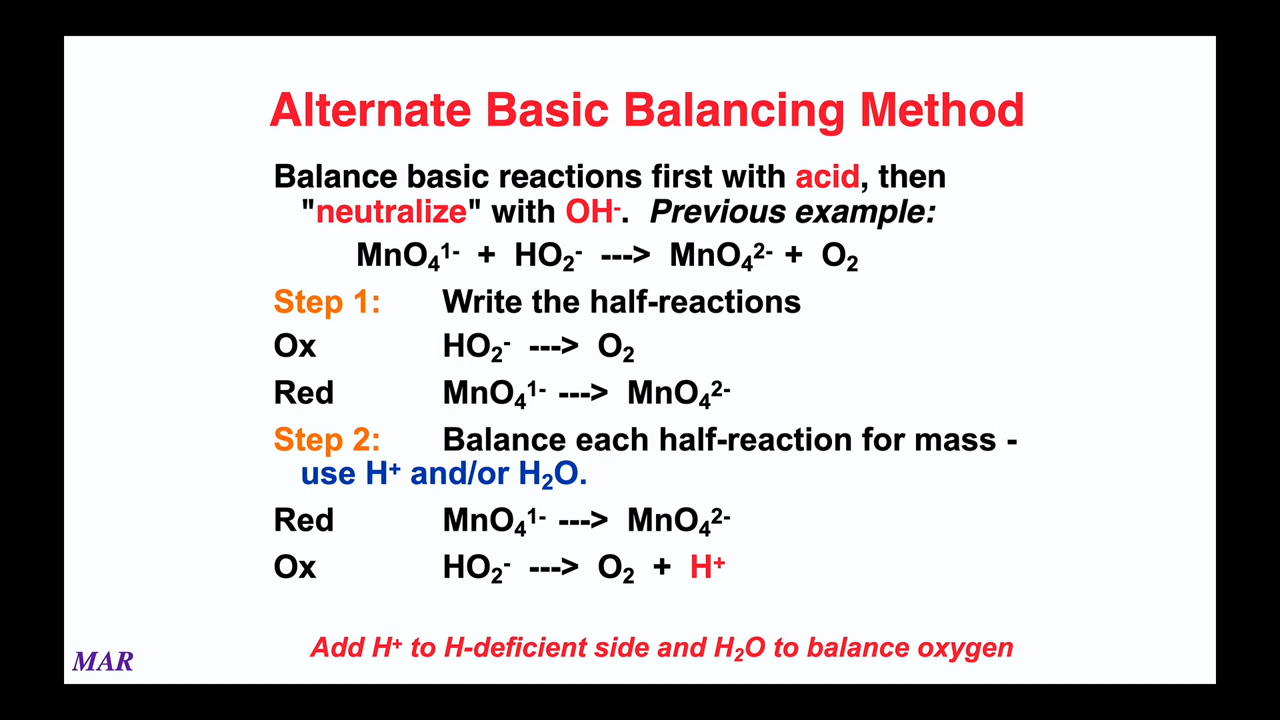 Alternate Basic Balancing Method
Balance basic reactions first with acid, then
"neutralize" with OH⁻. Previous example:
MnO₄¹⁻ + HO₂⁻ ---> MnO₄²⁻ + O₂
Step 1: Write the half-reactions
Ox HO₂⁻ ---> O₂
Red MnO₄¹⁻ ---> MnO₄²⁻
Step 2: Balance each half-reaction for mass -
use H⁺ and/or H₂O.
Red MnO₄¹⁻ ---> MnO₄²⁻
Ox HO₂⁻ ---> O₂ + H⁺
Add H⁺ to H-deficient side and H₂O to balance oxygen
MAR